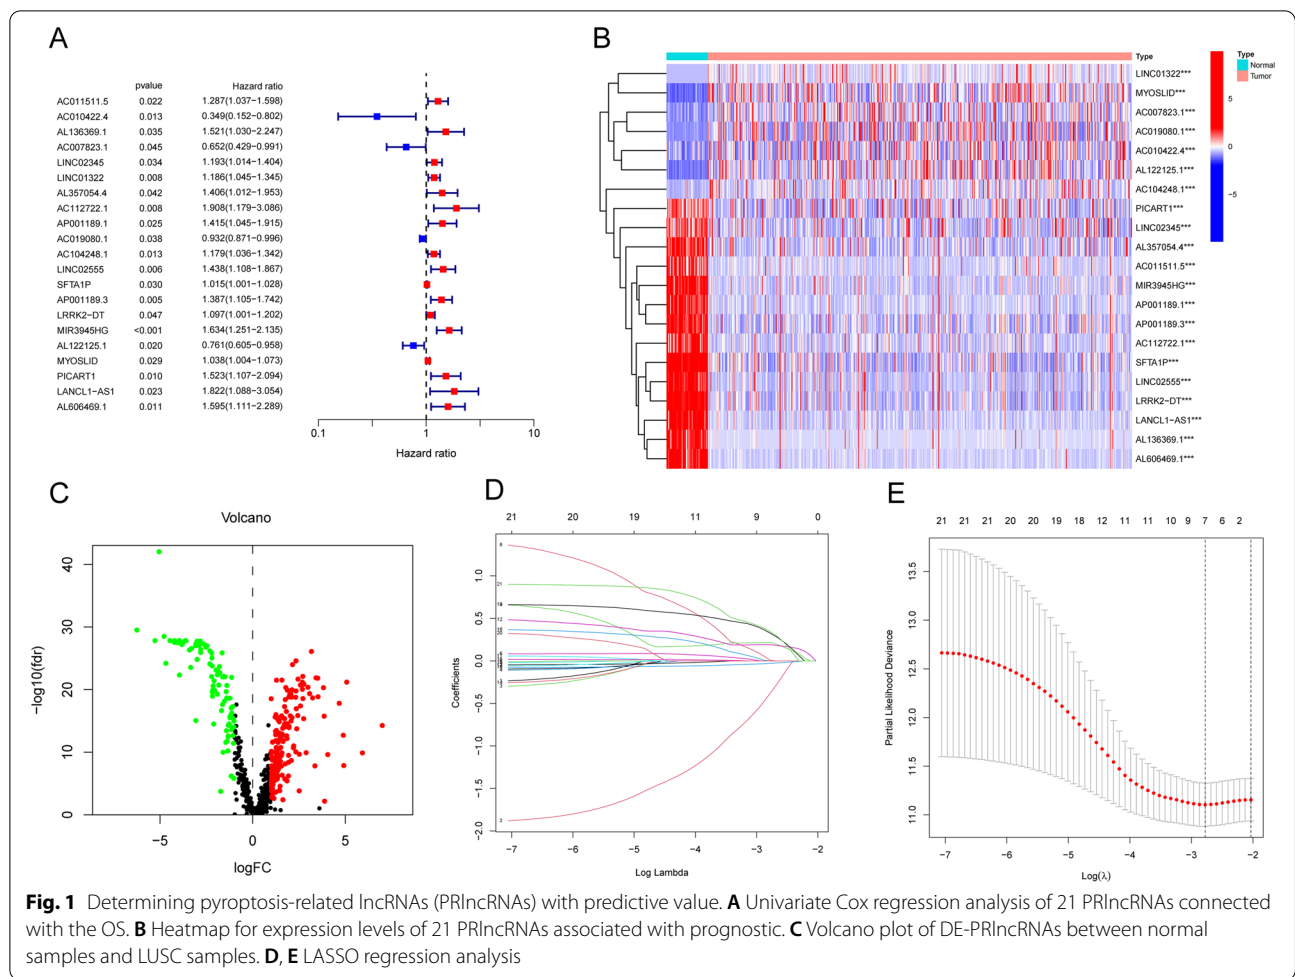 A
pvalue Hazard ratio
AC011511.5 0.022 1.287(1.037−1.598)
AC010422.4 0.013 0.349(0.152−0.802)
AL136369.1 0.035 1.521(1.030−2.247)
AC007823.1 0.045 0.652(0.429−0.991)
LINC02345 0.034 1.193(1.014−1.404)
LINC01322 0.008 1.186(1.045−1.345)
AL357054.4 0.042 1.406(1.012−1.953)
AC112722.1 0.008 1.908(1.179−3.086)
AP001189.1 0.025 1.415(1.045−1.915)
AC019080.1 0.038 0.932(0.871−0.996)
AC104248.1 0.013 1.179(1.036−1.342)
LINC02555 0.006 1.438(1.108−1.867)
SFTA1P 0.030 1.015(1.001−1.028)
AP001189.3 0.005 1.387(1.105−1.742)
LRRK2−DT 0.047 1.097(1.001−1.202)
MIR3945HG <0.001 1.634(1.251−2.135)
AL122125.1 0.020 0.761(0.605−0.958)
MYOSLID 0.029 1.038(1.004−1.073)
PICART1 0.010 1.523(1.107−2.094)
LANCL1−AS1 0.023 1.822(1.088−3.054)
AL606469.1 0.011 1.595(1.111−2.289)
0.1 1 10
Hazard ratio
B
Type
LINC01322***
MYOSLID***
AC007823.1***
AC019080.1***
AC010422.4***
AL122125.1***
AC104248.1***
PICART1***
LINC02345***
AL357054.4***
AC011511.5***
MIR3945HG***
AP001189.1***
AP001189.3***
AC112722.1***
SFTA1P***
LINC02555***
LRRK2−DT***
LANCL1−AS1***
AL136369.1***
AL606469.1***
5
0
−5
Type
Normal
Tumor
C
Volcano
−log10(fdr)
40
30
20
10
0
−5 0 5
logFC
D
21 20 19 11 9 0
Coefficients
1.0
0.5
0.0
−0.5
−1.0
−1.5
−2.0
−7 −6 −5 −4 −3 −2
Log Lambda
E
21 21 21 20 20 19 18 12 11 11 10 9 7 6 2
Partial Likelihood Deviance
13.5
13.0
12.5
12.0
11.5
11.0
−7 −6 −5 −4 −3 −2
Log(λ)
Fig. 1 Determining pyroptosis-related lncRNAs (PRlncRNAs) with predictive value. A Univariate Cox regression analysis of 21 PRlncRNAs connected
with the OS. B Heatmap for expression levels of 21 PRlncRNAs associated with prognostic. C Volcano plot of DE-PRlncRNAs between normal
samples and LUSC samples. D, E LASSO regression analysis